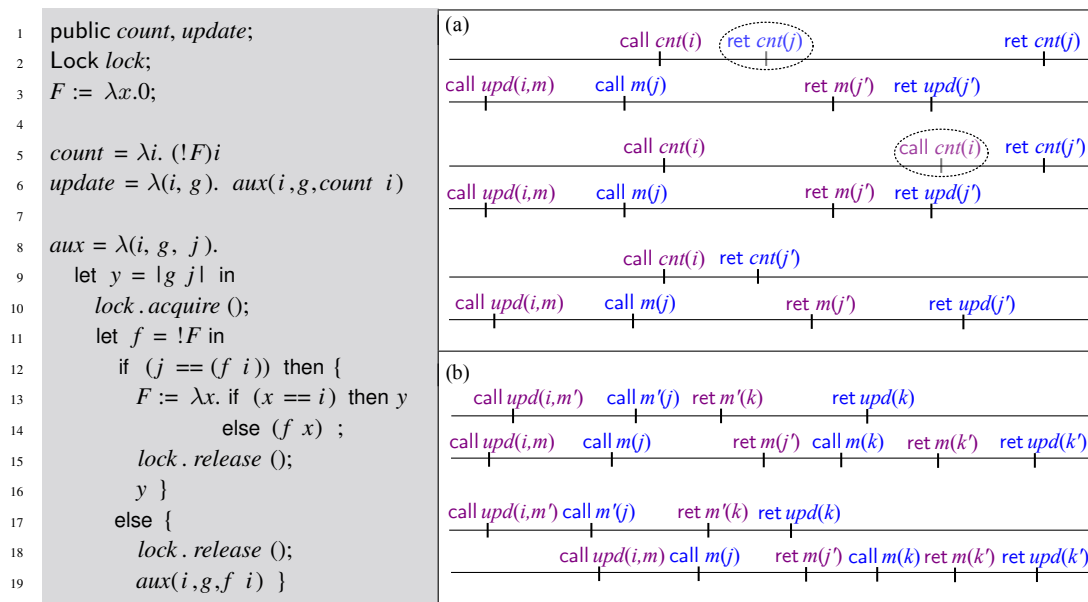 1 public count, update;
2 Lock lock;
3 F := λx.0;
4
5 count = λi. (!F)i
6 update = λ(i, g). aux(i,g,count i)
7
8 aux = λ(i, g, j).
9 let y = |g j| in
10 lock.acquire ();
11 let f = !F in
12 if (j == (f i)) then {
13 F := λx. if (x == i) then y
14 else (f x) ;
15 lock.release ();
16 y }
17 else {
18 lock.release ();
19 aux(i,g,f i) }
(a)
call cnt(i) ret cnt(j) ret cnt(j)
call upd(i,m) call m(j) ret m(j′) ret upd(j′)
call cnt(i) call cnt(i) ret cnt(j′)
call upd(i,m) call m(j) ret m(j′) ret upd(j′)
call cnt(i) ret cnt(j′)
call upd(i,m) call m(j) ret m(j′) ret upd(j′)
(b)
call upd(i,m′) call m′(j) ret m′(k) ret upd(k)
call upd(i,m) call m(j) ret m(j′) call m(k) ret m(k′) ret upd(k′)
call upd(i,m′) call m′(j) ret m′(k) ret upd(k)
call upd(i,m) call m(j) ret m(j′) call m(k) ret m(k′) ret upd(k′)